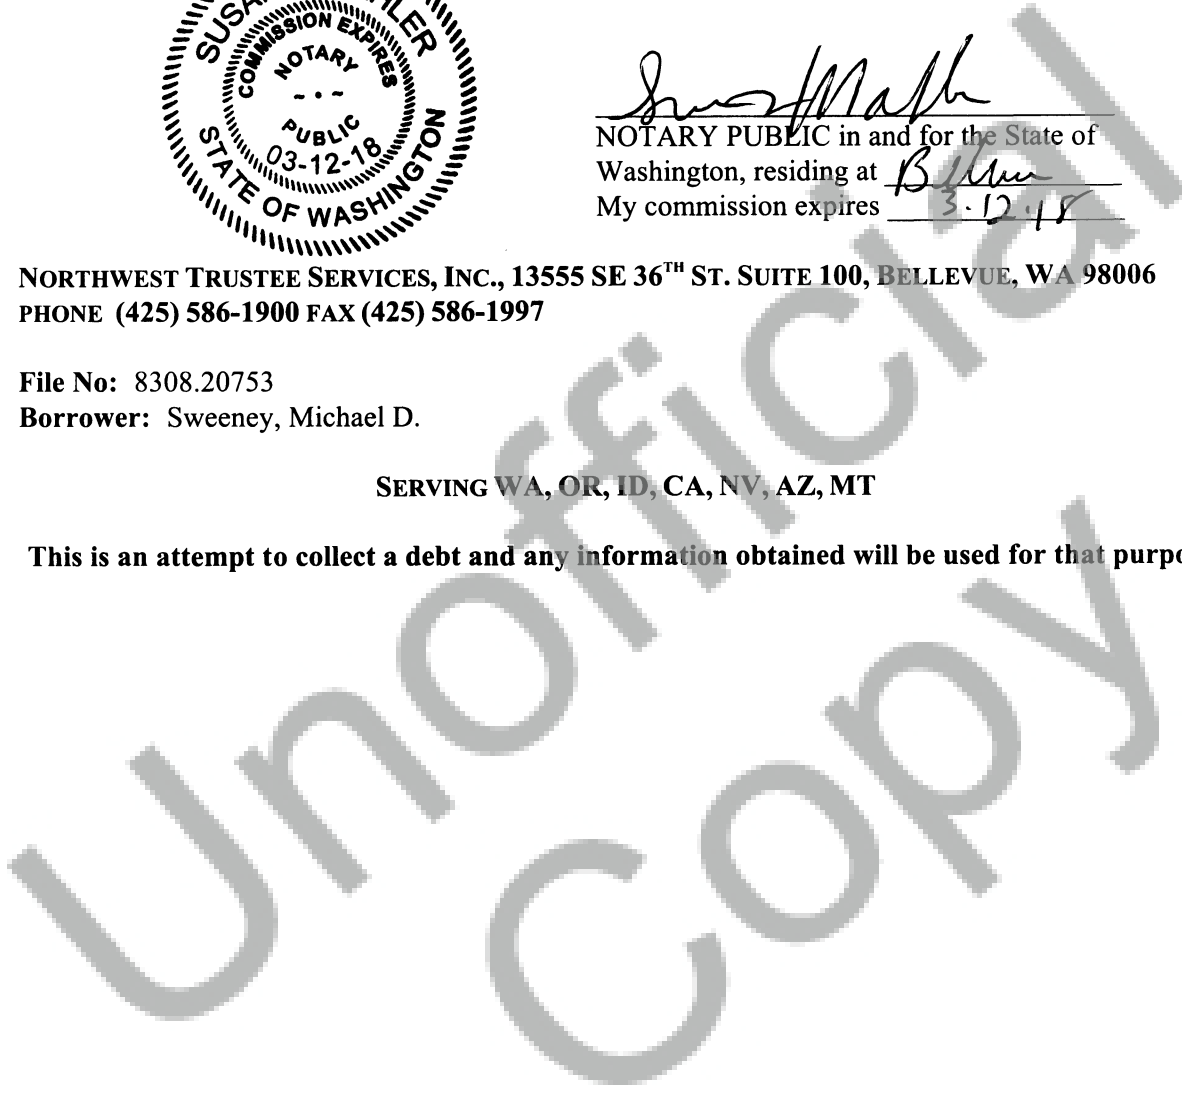 COMMISSION EXPIRES
NOTARY
PUBLIC
03-12-18
STATE OF WASHINGTON
NOTARY PUBLIC in and for the State of
Washington, residing at
My commission expires 3-12-18
NORTHWEST TRUSTEE SERVICES, INC., 13555 SE 36TH ST. SUITE 100, BELLEVUE, WA 98006
PHONE (425) 586-1900 FAX (425) 586-1997
File No: 8308.20753
Borrower: Sweeney, Michael D.
SERVING WA, OR, ID, CA, NV, AZ, MT
This is an attempt to collect a debt and any information obtained will be used for that purpo
Unofficial
Copy